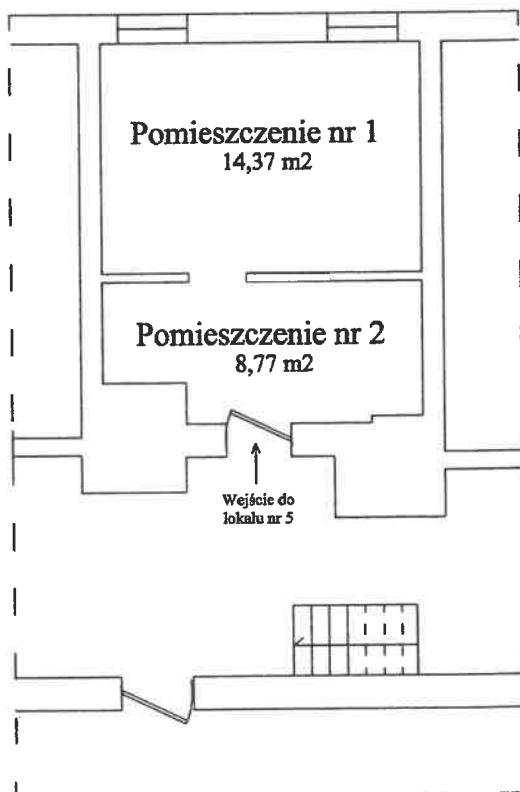 Pomieszczenie nr 1
14,37 m2
Pomieszczenie nr 2
8,77 m2
Wejście do
lokalu nr 5